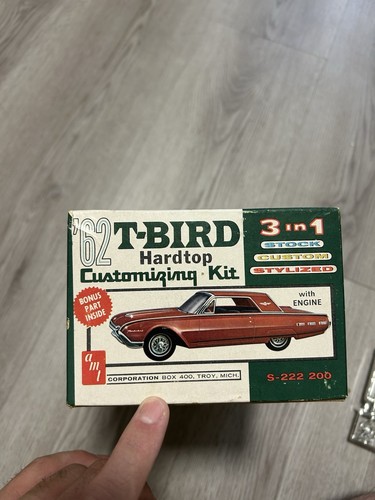 '62 T-BIRD
Hardtop
Customizing Kit
3 in 1
STOCK
CUSTOM
STYLIZED
BONUS
PART
INSIDE
with
ENGINE
amt
CORPORATION BOX 400, TROY, MICH.
S-222 200